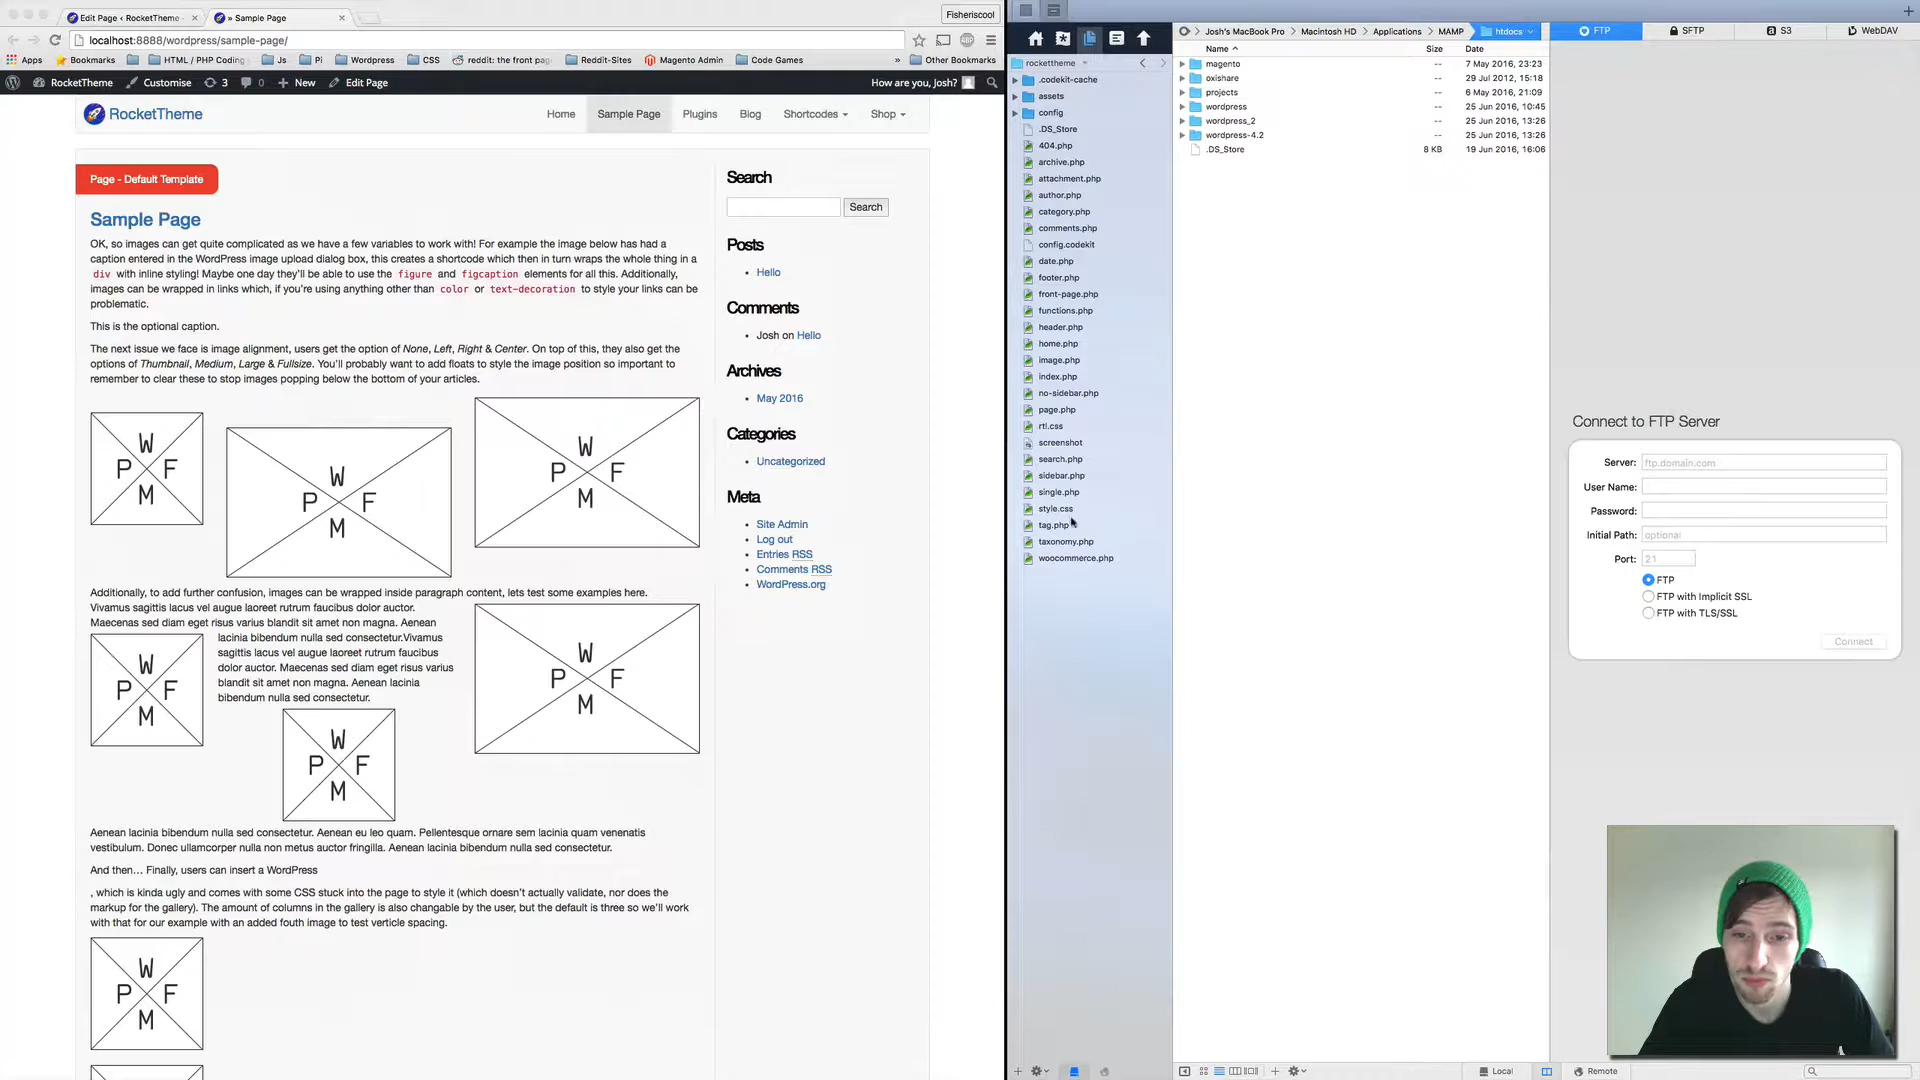 Edit Page ‹ RocketTheme
» Sample Page
Fisheriscool
localhost:8888/wordpress/sample-page/
Apps
Bookmarks
HTML / PHP Coding
Js
Pi
Wordpress
CSS
reddit: the front pag
Reddit-Sites
Magento Admin
Code Games
»
Other Bookmarks
RocketTheme
Customise
3
0
New
Edit Page
How are you, Josh?
RocketTheme
Home
Sample Page
Plugins
Blog
Shortcodes
Shop
Page - Default Template
Sample Page
OK, so images can get quite complicated as we have a few variables to work with! For example the image below has had a
caption entered in the WordPress image upload dialog box, this creates a shortcode which then in turn wraps the whole thing in a
div with inline styling! Maybe one day they'll be able to use the figure and figcaption elements for all this. Additionally,
images can be wrapped in links which, if you're using anything other than color or text-decoration to style your links can be
problematic.
This is the optional caption.
The next issue we face is image alignment, users get the option of None, Left, Right & Center. On top of this, they also get the
options of Thumbnail, Medium, Large & Fullsize. You'll probably want to add floats to style the image position so important to
remember to clear these to stop images popping below the bottom of your articles.
W
P F
M
W
P F
M
W
P F
M
Additionally, to add further confusion, images can be wrapped inside paragraph content, lets test some examples here.
Vivamus sagittis lacus vel augue laoreet rutrum faucibus dolor auctor.
Maecenas sed diam eget risus varius blandit sit amet non magna. Aenean
lacinia bibendum nulla sed consectetur.Vivamus
sagittis lacus vel augue laoreet rutrum faucibus
dolor auctor. Maecenas sed diam eget risus varius
blandit sit amet non magna. Aenean lacinia
bibendum nulla sed consectetur.
W
P F
M
W
P F
M
W
P F
M
Aenean lacinia bibendum nulla sed consectetur. Aenean eu leo quam. Pellentesque ornare sem lacinia quam venenatis
vestibulum. Donec ullamcorper nulla non metus auctor fringilla. Aenean lacinia bibendum nulla sed consectetur.
And then… Finally, users can insert a WordPress
, which is kinda ugly and comes with some CSS stuck into the page to style it (which doesn't actually validate, nor does the
markup for the gallery). The amount of columns in the gallery is also changable by the user, but the default is three so we'll work
with that for our example with an added fouth image to test verticle spacing.
W
P F
M
Search
Search
Posts
Hello
Comments
Josh on Hello
Archives
May 2016
Categories
Uncategorized
Meta
Site Admin
Log out
Entries RSS
Comments RSS
WordPress.org
rockettheme
.codekit-cache
assets
config
.DS_Store
404.php
archive.php
attachment.php
author.php
category.php
comments.php
config.codekit
date.php
footer.php
front-page.php
functions.php
header.php
home.php
image.php
index.php
no-sidebar.php
page.php
rtl.css
screenshot
search.php
sidebar.php
single.php
style.css
tag.php
taxonomy.php
woocommerce.php
Josh's MacBook Pro
Macintosh HD
Applications
MAMP
htdocs
Name
Size
Date
magento -- 7 May 2016, 23:23
oxishare -- 29 Jul 2012, 15:18
projects -- 6 May 2016, 21:09
wordpress -- 25 Jun 2016, 10:45
wordpress_2 -- 25 Jun 2016, 13:26
wordpress-4.2 -- 25 Jun 2016, 13:26
.DS_Store 8 KB 19 Jun 2016, 16:06
FTP
SFTP
S3
WebDAV
Connect to FTP Server
Server: ftp.domain.com
User Name:
Password:
Initial Path: optional
Port: 21
FTP
FTP with Implicit SSL
FTP with TLS/SSL
Connect
Local
Remote